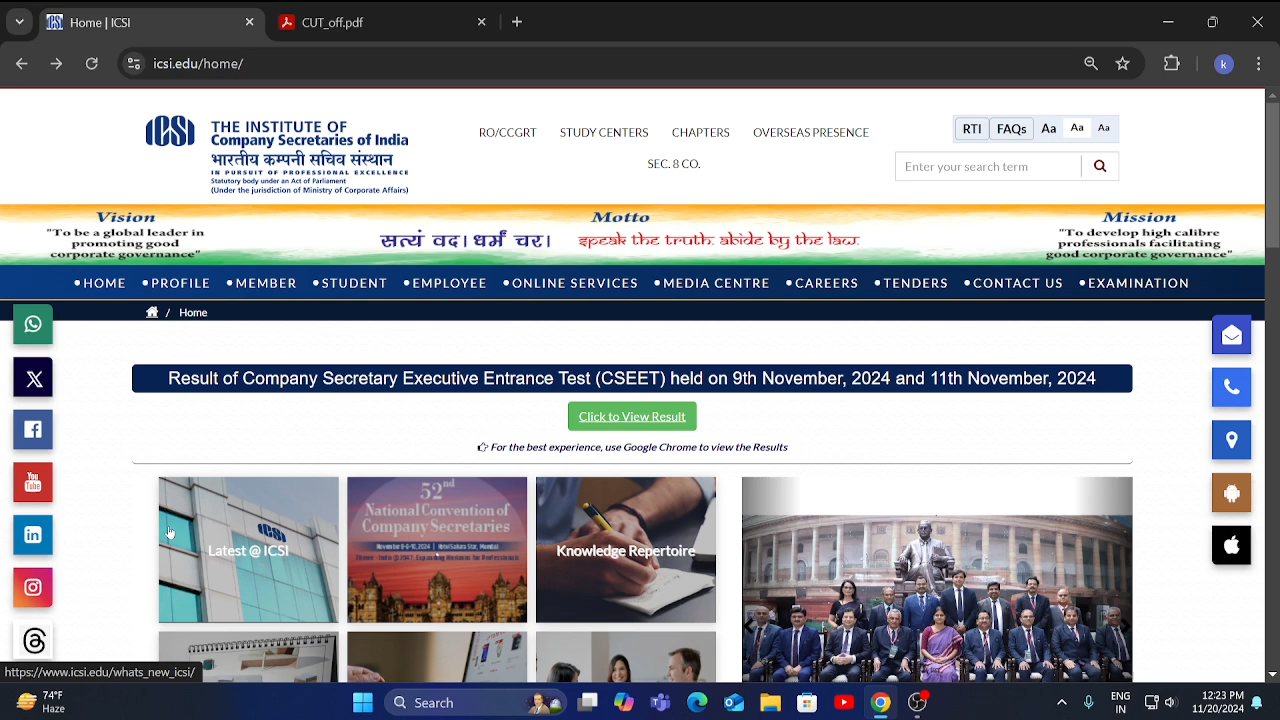 Home | ICSI
CUT_off.pdf
icsi.edu/home/
k
ICSI
THE INSTITUTE OF
Company Secretaries of India
भारतीय कम्पनी सचिव संस्थान
IN PURSUIT OF PROFESSIONAL EXCELLENCE
Statutory body under an Act of Parliament
(Under the jurisdiction of Ministry of Corporate Affairs)
RO/CCGRT STUDY CENTERS CHAPTERS OVERSEAS PRESENCE
SEC. 8 CO.
RTI FAQs Aa Aa Aa
Enter your search term
Vision
"To be a global leader in
promoting good
corporate governance"
Motto
सत्यं वद। धर्मं चर। speak the truth. abide by the law.
Mission
"To develop high calibre
professionals facilitating
good corporate governance"
HOME PROFILE MEMBER STUDENT EMPLOYEE ONLINE SERVICES MEDIA CENTRE CAREERS TENDERS CONTACT US EXAMINATION
/ Home
Result of Company Secretary Executive Entrance Test (CSEET) held on 9th November, 2024 and 11th November, 2024
Click to View Result
For the best experience, use Google Chrome to view the Results
You
Tube
ICSI
Latest @ ICSI
52nd
National Convention of
Company Secretaries
Knowledge Repertoire
https://www.icsi.edu/whats_new_icsi/
74°F
Haze
Search
ENG
IN
12:23 PM
11/20/2024